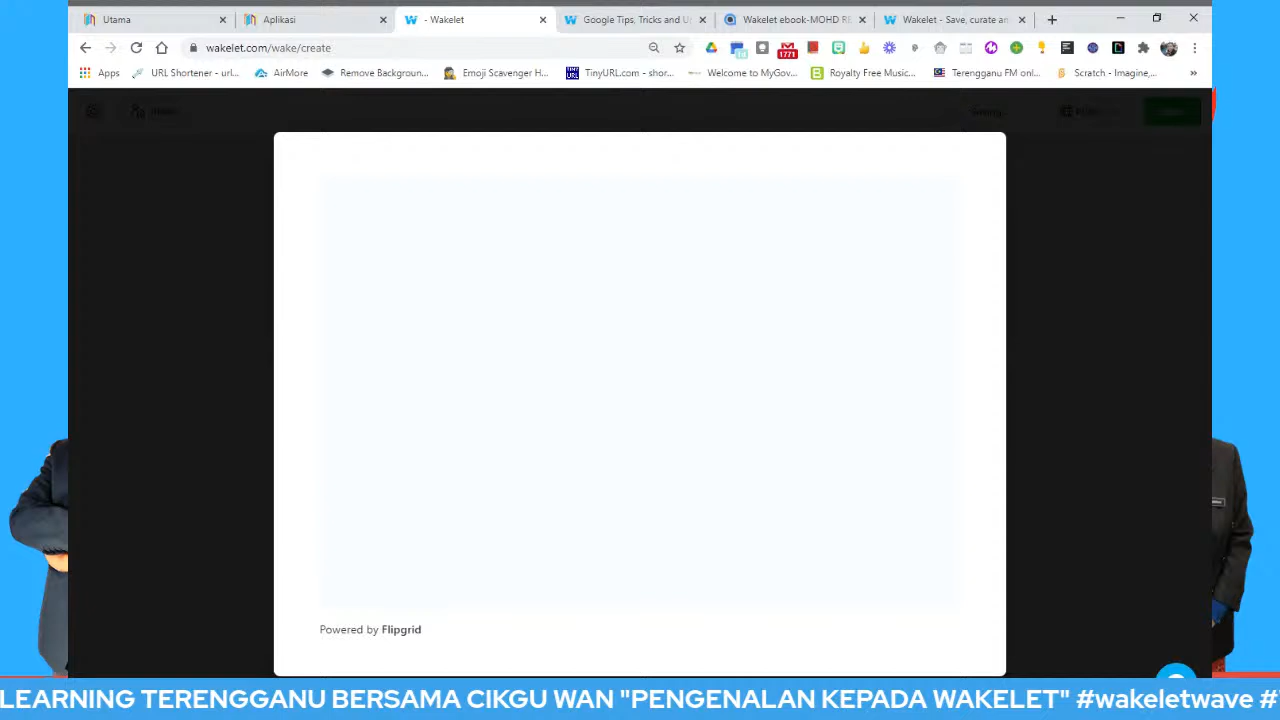 Utama
Aplikasi
- Wakelet
Google Tips, Tricks and U
Wakelet ebook-MOHD RI
Wakelet - Save, curate an
wakelet.com/wake/create
1771
Apps
URL Shortener - url...
AirMore
Remove Backgroun...
Emoji Scavenger H...
TinyURL.com - shor...
Welcome to MyGov...
Royalty Free Music...
Terengganu FM onl...
Scratch - Imagine,...
Powered by Flipgrid
LEARNING TERENGGANU BERSAMA CIKGU WAN "PENGENALAN KEPADA WAKELET" #wakeletwave #